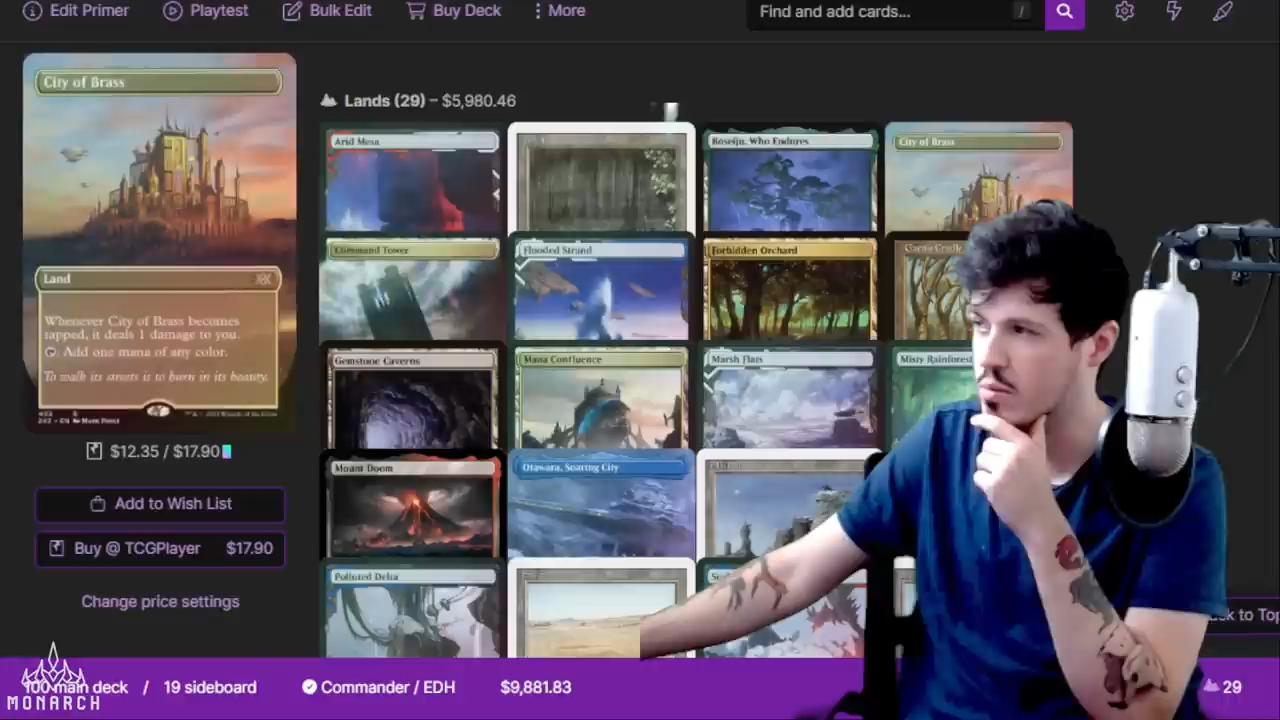 Edit Primer
Playtest
Bulk Edit
Buy Deck
More
Find and add cards...
/
City of Brass
Land
Whenever City of Brass becomes
tapped, it deals 1 damage to you.
: Add one mana of any color.
To walk its streets is to burn in its beauty.
$12.35 / $17.90
Add to Wish List
Buy @ TCGPlayer $17.90
Change price settings
Lands (29) – $5,980.46
Arid Mesa
Boseiju, Who Endures
City of Brass
Command Tower
Flooded Strand
Forbidden Orchard
Gaea's Cradle
Gemstone Caverns
Mana Confluence
Marsh Flats
Misty Rainforest
Mount Doom
Otawara, Soaring City
Polluted Delta
ck to Top
100 main deck / 19 sideboard
Commander / EDH
$9,881.83
29
MONARCH